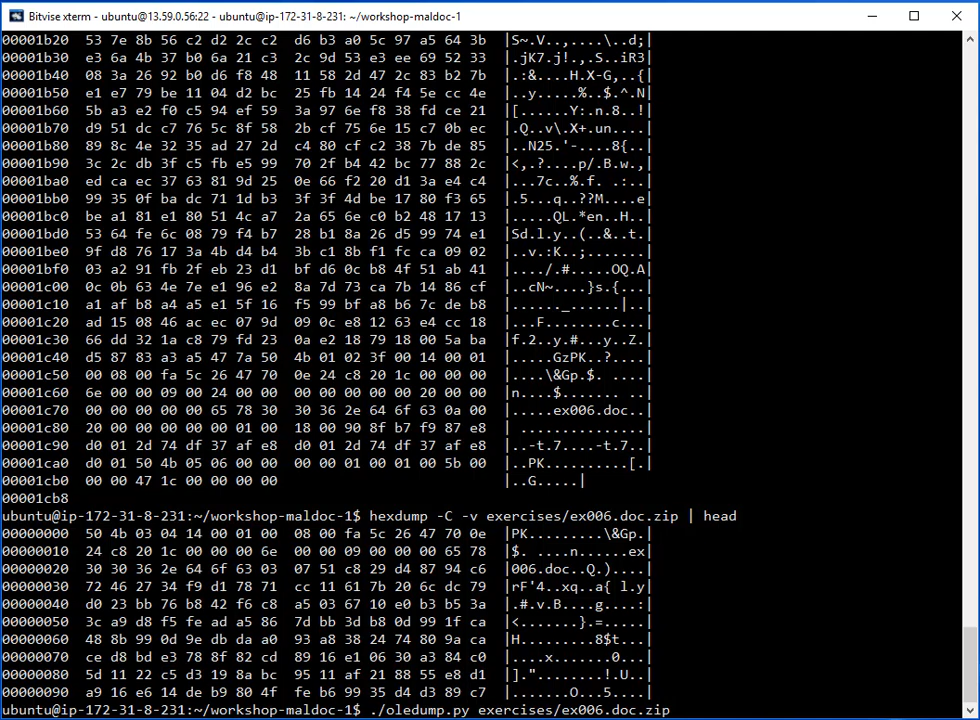 Bitvise xterm - ubuntu@13.59.0.56:22 - ubuntu@ip-172-31-8-231: ~/workshop-maldoc-1
00001b20  53 7e 8b 56 c2 d2 2c c2  d6 b3 a0 5c 97 a5 64 3b  |S~.V..,....\..d;|
00001b30  e3 6a 4b 37 b0 6a 21 c3  2c 9d 53 e3 ee 69 52 33  |.jK7.j!.,.S..iR3|
00001b40  08 3a 26 92 b0 d6 f8 48  11 58 2d 47 2c 83 b2 7b  |.:&....H.X-G,..{|
00001b50  e1 e7 79 be 11 04 d2 bc  25 fb 14 24 f4 5e cc 4e  |..y.....%..$.^.N|
00001b60  5b a3 e2 f0 c5 94 ef 59  3a 97 6e f8 38 fd ce 21  |[......Y:.n.8..!|
00001b70  d9 51 dc c7 76 5c 8f 58  2b cf 75 6e 15 c7 0b ec  |.Q..v\.X+.un....|
00001b80  89 8c 4e 32 35 ad 27 2d  c4 80 cf c2 38 7b de 85  |..N25.'-....8{..|
00001b90  3c 2c db 3f c5 fb e5 99  70 2f b4 42 bc 77 88 2c  |<,.?....p/.B.w.,|
00001ba0  ed ca ec 37 63 81 9d 25  0e 66 f2 20 d1 3a e4 c4  |...7c..%.f. .:..|
00001bb0  99 35 0f ba dc 71 1d b3  3f 3f 4d be 17 80 f3 65  |.5...q..??M....e|
00001bc0  be a1 81 e1 80 51 4c a7  2a 65 6e c0 b2 48 17 13  |.....QL.*en..H..|
00001bd0  53 64 fe 6c 08 79 f4 b7  28 b1 8a 26 d5 99 74 e1  |Sd.l.y..(..&..t.|
00001be0  9f d8 76 17 3a 4b d4 b4  3b c1 8b f1 fc ca 09 02  |..v.:K..;.......|
00001bf0  03 a2 91 fb 2f eb 23 d1  bf d6 0c b8 4f 51 ab 41  |..../.#.....OQ.A|
00001c00  0c 0b 63 4e 7e e1 96 e2  8a 7d 73 ca 7b 14 86 cf  |..cN~....}s.{...|
00001c10  a1 af b8 a4 a5 e1 5f 16  f5 99 bf a8 b6 7c de b8  |......_......|..|
00001c20  ad 15 08 46 ac ec 07 9d  09 0c e8 12 63 e4 cc 18  |...F........c...|
00001c30  66 dd 32 1a c8 79 fd 23  0a e2 18 79 18 00 5a ba  |f.2..y.#...y..Z.|
00001c40  d5 87 83 a3 a5 47 7a 50  4b 01 02 3f 00 14 00 01  |.....GzPK..?....|
00001c50  00 08 00 fa 5c 26 47 70  0e 24 c8 20 1c 00 00 00  |....\&Gp.$. ....|
00001c60  6e 00 00 09 00 24 00 00  00 00 00 00 00 20 00 00  |n....$....... ..|
00001c70  00 00 00 00 00 65 78 30  30 36 2e 64 6f 63 0a 00  |.....ex006.doc..|
00001c80  20 00 00 00 00 00 01 00  18 00 90 8f b7 f9 87 e8  | ...............|
00001c90  d0 01 2d 74 df 37 af e8  d0 01 2d 74 df 37 af e8  |..-t.7....-t.7..|
00001ca0  d0 01 50 4b 05 06 00 00  00 00 01 00 01 00 5b 00  |..PK..........[.|
00001cb0  00 00 47 1c 00 00 00 00                           |..G.....|
00001cb8
ubuntu@ip-172-31-8-231:~/workshop-maldoc-1$ hexdump -C -v exercises/ex006.doc.zip | head
00000000  50 4b 03 04 14 00 01 00  08 00 fa 5c 26 47 70 0e  |PK.........\&Gp.|
00000010  24 c8 20 1c 00 00 00 6e  00 00 09 00 00 00 65 78  |$. ....n......ex|
00000020  30 30 36 2e 64 6f 63 03  07 51 c8 29 d4 87 94 c6  |006.doc..Q.)....|
00000030  72 46 27 34 f9 d1 78 71  cc 11 61 7b 20 6c dc 79  |rF'4..xq..a{ l.y|
00000040  d0 23 bb 76 b8 42 f6 c8  a5 03 67 10 e0 b3 b5 3a  |.#.v.B....g....:|
00000050  3c a9 d8 f5 fe ad a5 86  7d bb 3d b8 0d 99 1f ca  |<.......}.=.....|
00000060  48 8b 99 0d 9e db da a0  93 a8 38 24 74 80 9a ca  |H.........8$t...|
00000070  ce d8 bd e3 78 8f 82 cd  89 16 e1 06 30 a3 84 c0  |....x.......0...|
00000080  5d 11 22 c5 d3 19 8a bc  95 11 af 21 88 55 e8 d1  |]."........!.U..|
00000090  a9 16 e6 14 de b9 80 4f  fe b6 99 35 d4 d3 89 c7  |.......O...5....|
ubuntu@ip-172-31-8-231:~/workshop-maldoc-1$ ./oledump.py exercises/ex006.doc.zip